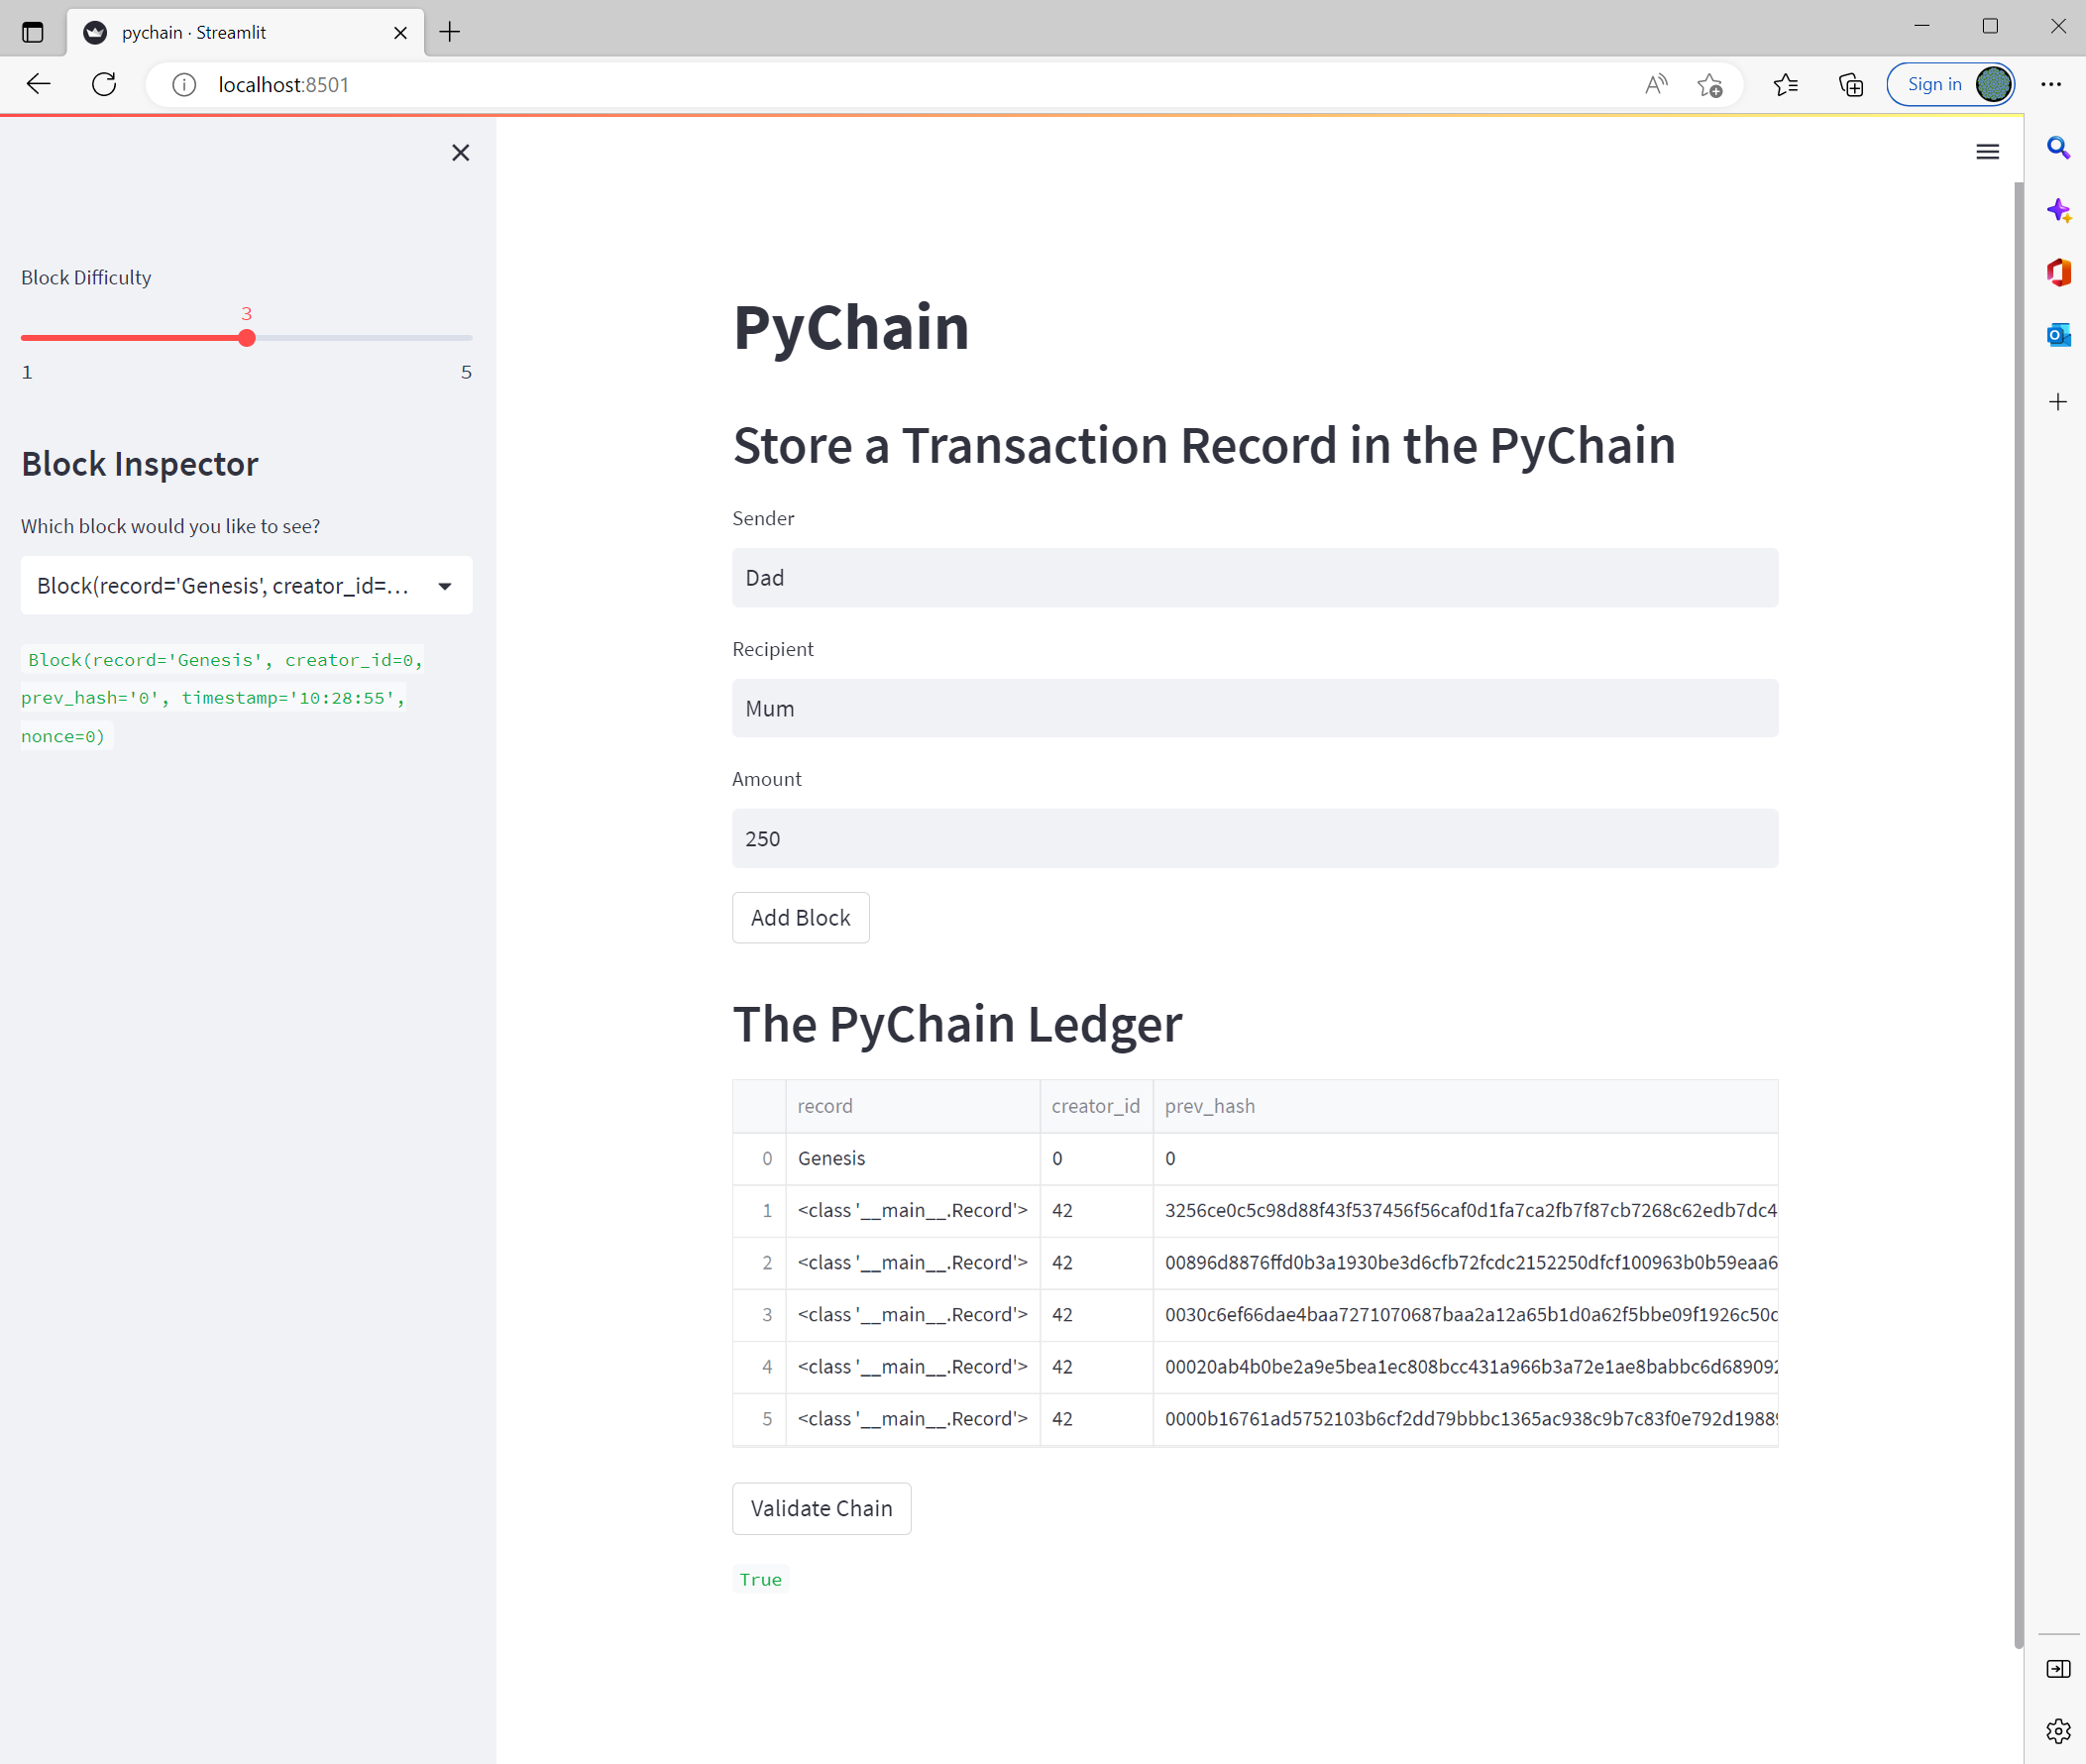 pychain · Streamlit
localhost:8501
Sign in
Block Difficulty
3
1 5
Block Inspector
Which block would you like to see?
Block(record='Genesis', creator_id=...
Block(record='Genesis', creator_id=0,
prev_hash='0', timestamp='10:28:55',
nonce=0)
PyChain
Store a Transaction Record in the PyChain
Sender
Dad
Recipient
Mum
Amount
250
Add Block
The PyChain Ledger
record creator_id prev_hash
0 Genesis 0 0
1 <class '__main__.Record'> 42 3256ce0c5c98d88f43f537456f56caf0d1fa7ca2fb7f87cb7268c62edb7dc4
2 <class '__main__.Record'> 42 00896d8876ffd0b3a1930be3d6cfb72fcdc2152250dfcf100963b0b59eaa6
3 <class '__main__.Record'> 42 0030c6ef66dae4baa7271070687baa2a12a65b1d0a62f5bbe09f1926c50c
4 <class '__main__.Record'> 42 00020ab4b0be2a9e5bea1ec808bcc431a966b3a72e1ae8babbc6d689092
5 <class '__main__.Record'> 42 0000b16761ad5752103b6cf2dd79bbbc1365ac938c9b7c83f0e792d1988
Validate Chain
True